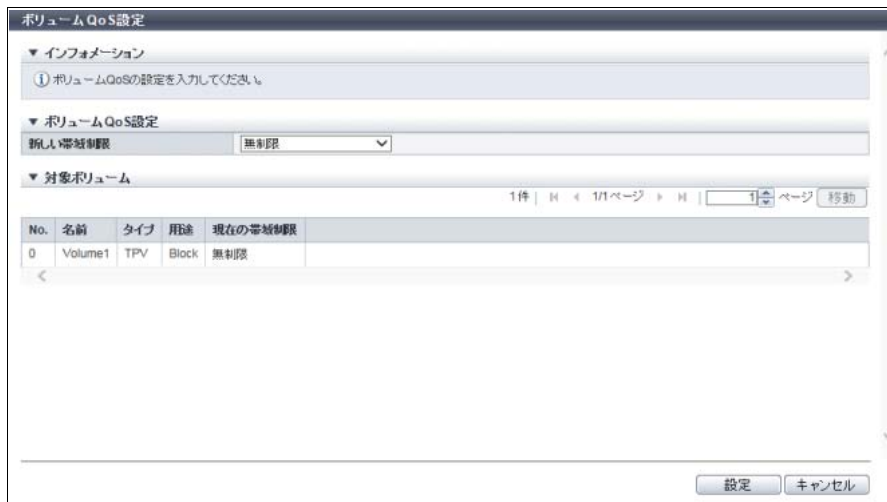 ボリュームQoS設定
▼ インフォメーション
ボリュームQoSの設定を入力してください。
▼ ボリュームQoS設定
新しい帯域制限 無制限
▼ 対象ボリューム
1件 | 1/1ページ | 1 ページ 移動
No. 名前 タイプ 用途 現在の帯域制限
0 Volume1 TPV Block 無制限
設定 キャンセル